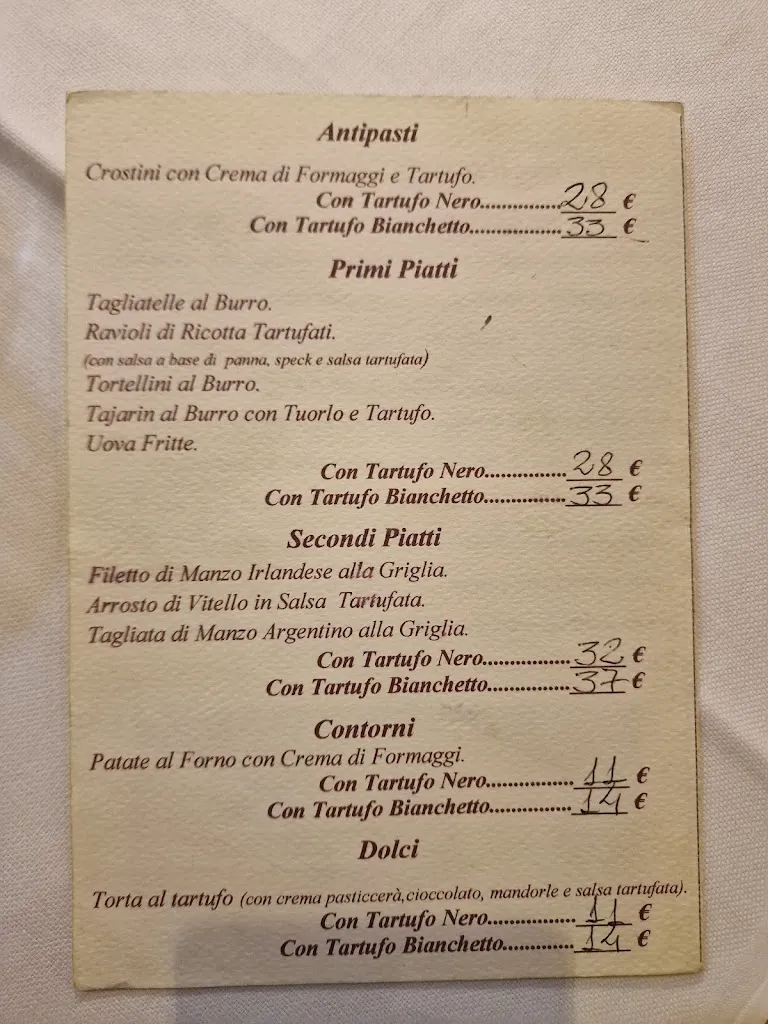 Antipasti
Crostini con Crema di Formaggi e Tartufo.
Con Tartufo Nero...............28 €
Con Tartufo Bianchetto.................33 €
Primi Piatti
Tagliatelle al Burro.
Ravioli di Ricotta Tartufati.
(con salsa a base di panna, speck e salsa tartufata)
Tortellini al Burro.
Tajarin al Burro con Tuorlo e Tartufo.
Uova Fritte.
Con Tartufo Nero...............28 €
Con Tartufo Bianchetto...............33 €
Secondi Piatti
Filetto di Manzo Irlandese alla Griglia.
Arrosto di Vitello in Salsa Tartufata.
Tagliata di Manzo Argentino alla Griglia.
Con Tartufo Nero................32 €
Con Tartufo Bianchetto...............37 €
Contorni
Patate al Forno con Crema di Formaggi.
Con Tartufo Nero................11 €
Con Tartufo Bianchetto...............14 €
Dolci
Torta al tartufo (con crema pasticcerà,cioccolato, mandorle e salsa tartufata).
Con Tartufo Nero................11 €
Con Tartufo Bianchetto.............14 €